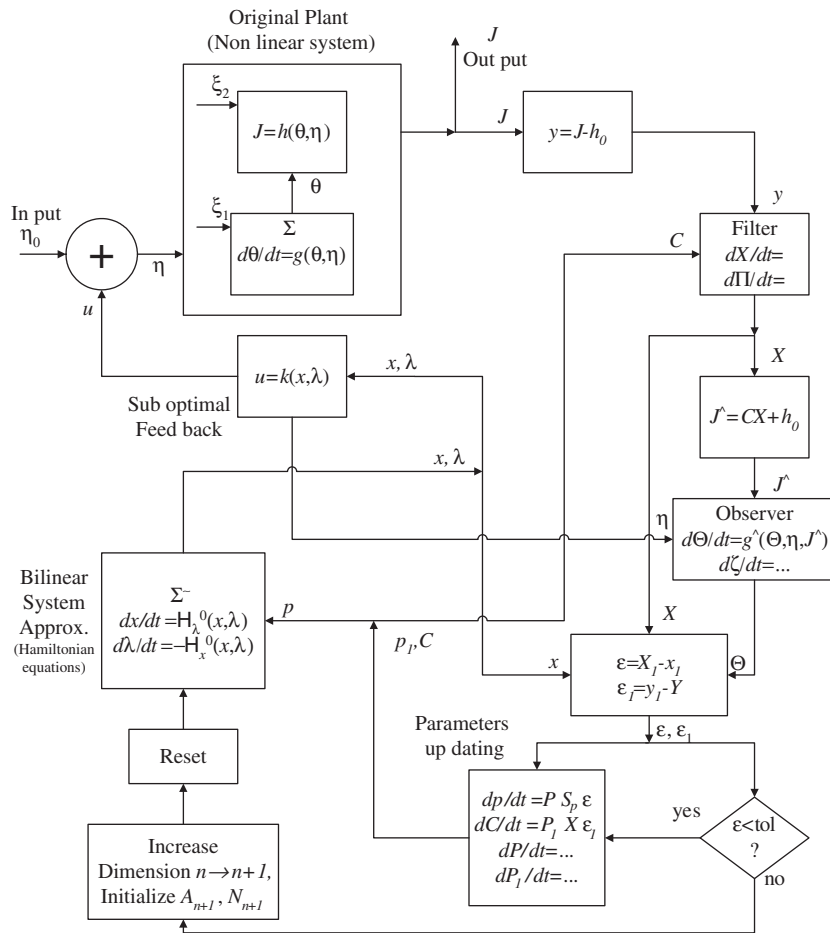 Original Plant
(Non linear system)
J
Out put
ξ2
J=h(θ,η)
J
y=J-h0
θ
y
In put
η0
ξ1
Σ
dθ/dt=g(θ,η)
+
η
C
Filter
dX/dt=
dΠ/dt=
u
u=k(x,λ)
x, λ
X
Sub optimal
Feed back
J^=CX+h0
x, λ
J^
η
Observer
dΘ/dt=g^(Θ,η,J^)
dζ/dt=...
Bilinear
System
Approx.
(Hamiltonian
equations)
Σ~
dx/dt=Hλ0(x,λ)
dλ/dt=-Hx0(x,λ)
p
p1,C
X
x
ε=X1-x1
ε1=y1-Y
Θ
Parameters
up dating
ε, ε1
Reset
dp/dt=P Sp ε
dC/dt=P1 X ε1
dP/dt=...
dP1/dt=...
yes
ε<tol
?
no
Increase
Dimension n→n+1,
Initialize An+1, Nn+1